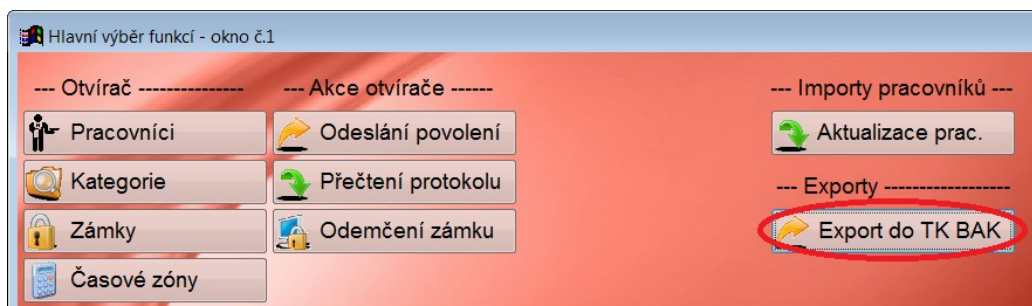 Hlavní výběr funkcí - okno č.1
--- Otvírač ---------------
Pracovníci
Kategorie
Zámky
Časové zóny
--- Akce otvírače ------
Odeslání povolení
Přečtení protokolu
Odemčení zámku
--- Importy pracovníků ---
Aktualizace prac.
--- Exporty ------------------
Export do TK BAK